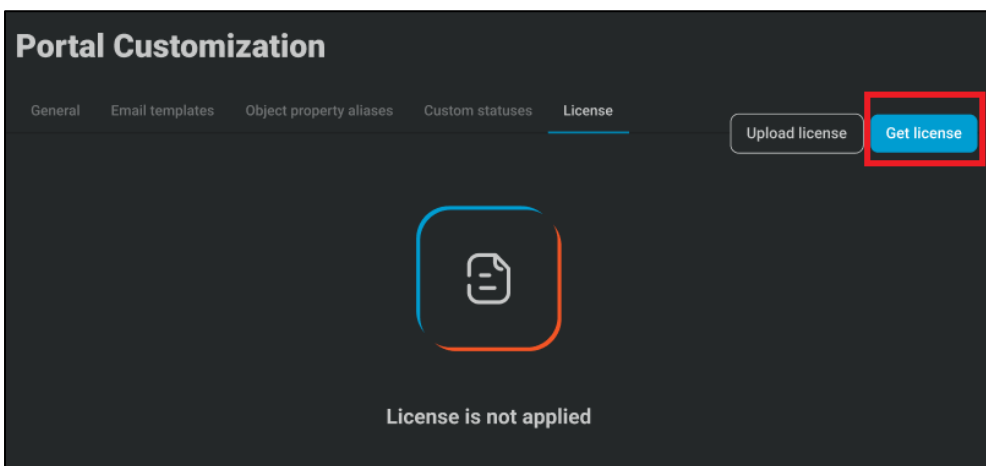 Portal Customization
General Email templates Object property aliases Custom statuses License
Upload license Get license
License is not applied